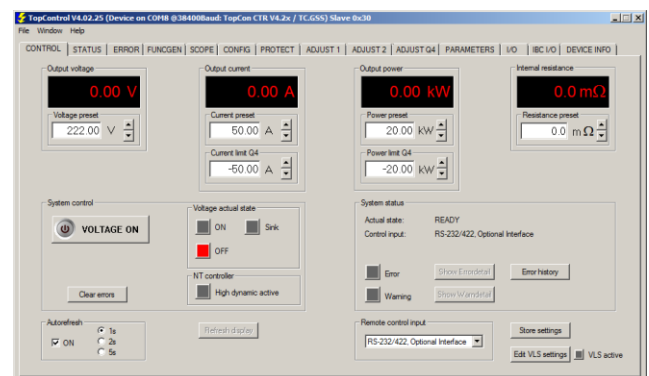 TopControl V4.02.25 (Device on COM8 @38400Baud: TopCon CTR V4.2x / TC.GSS) Slave 0x30
File Window Help
CONTROL STATUS ERROR FUNCGEN SCOPE CONFIG PROTECT ADJUST 1 ADJUST 2 ADJUST Q4 PARAMETERS I/O IBC I/O DEVICE INFO
Output voltage Output current Output power Internal resistance
0.00 V 0.00 A 0.00 kW 0.0 mΩ
Voltage preset Current preset Power preset Resistance preset
222.00 V 50.00 A 20.00 kW 0.0 mΩ
Current limit Q4 Power limit Q4
-50.00 A -20.00 kW
System control Voltage actual state System status
VOLTAGE ON ON Sink Actual state: READY
Control input: RS-232/422, Optional Interface
OFF
Error Show Errordetail Error history
NT controller
Clear errors High dynamic active Warning Show Warndetail
Autorefresh Refresh display Remote control input Store settings
ON 1s
2s RS-232/422, Optional Interface
5s Edit VLS settings VLS active